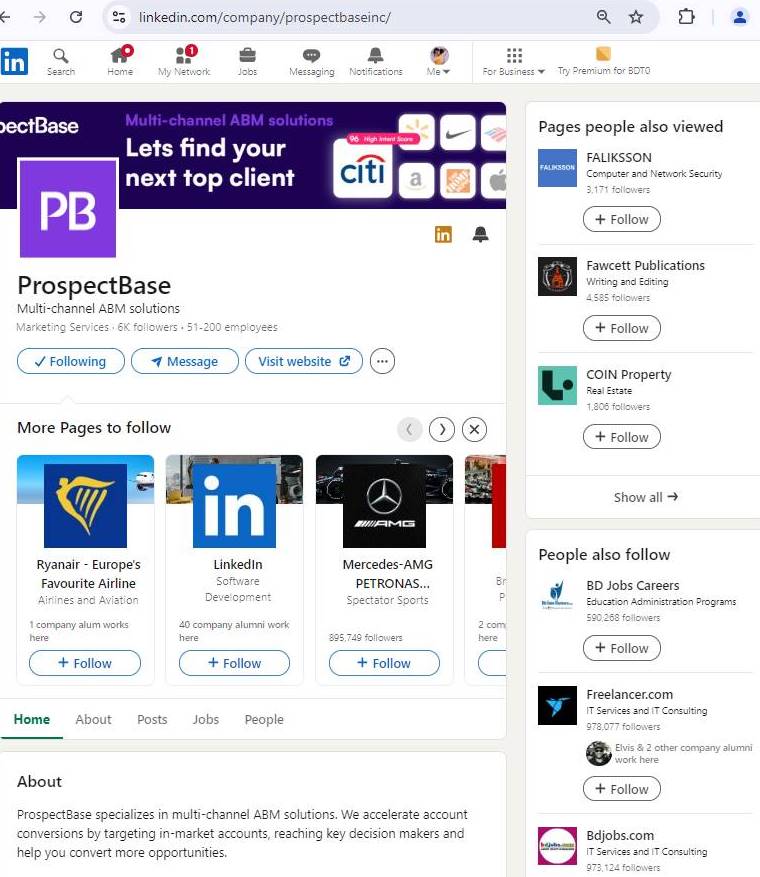 linkedin.com/company/prospectbaseinc/
in
Search
Home
1
My Network
Jobs
Messaging
Notifications
Me
For Business
Try Premium for BDT0
pectBase
Multi-channel ABM solutions
Lets find your
next top client
96 High Intent Score
citi
a
PB
in
ProspectBase
Multi-channel ABM solutions
Marketing Services · 6K followers · 51-200 employees
Following
Message
Visit website
More Pages to follow
Ryanair - Europe's
Favourite Airline
Airlines and Aviation
1 company alum works
here
+ Follow
in
LinkedIn
Software
Development
40 company alumni work
here
+ Follow
AMG
Mercedes-AMG
PETRONAS...
Spectator Sports
895,749 followers
+ Follow
Br
P
2 com
here
Home
About
Posts
Jobs
People
About
ProspectBase specializes in multi-channel ABM solutions. We accelerate account
conversions by targeting in-market accounts, reaching key decision makers and
help you convert more opportunities.
Pages people also viewed
FALIKSSON
FALIKSSON
Computer and Network Security
3,171 followers
+ Follow
Fawcett Publications
Writing and Editing
4,585 followers
+ Follow
COIN Property
Real Estate
1,806 followers
+ Follow
Show all →
People also follow
BD Jobs Careers
Education Administration Programs
590,268 followers
+ Follow
Freelancer.com
IT Services and IT Consulting
978,077 followers
Elvis & 2 other company alumni
work here
+ Follow
bdjobs.com
Bdjobs.com
IT Services and IT Consulting
973,124 followers